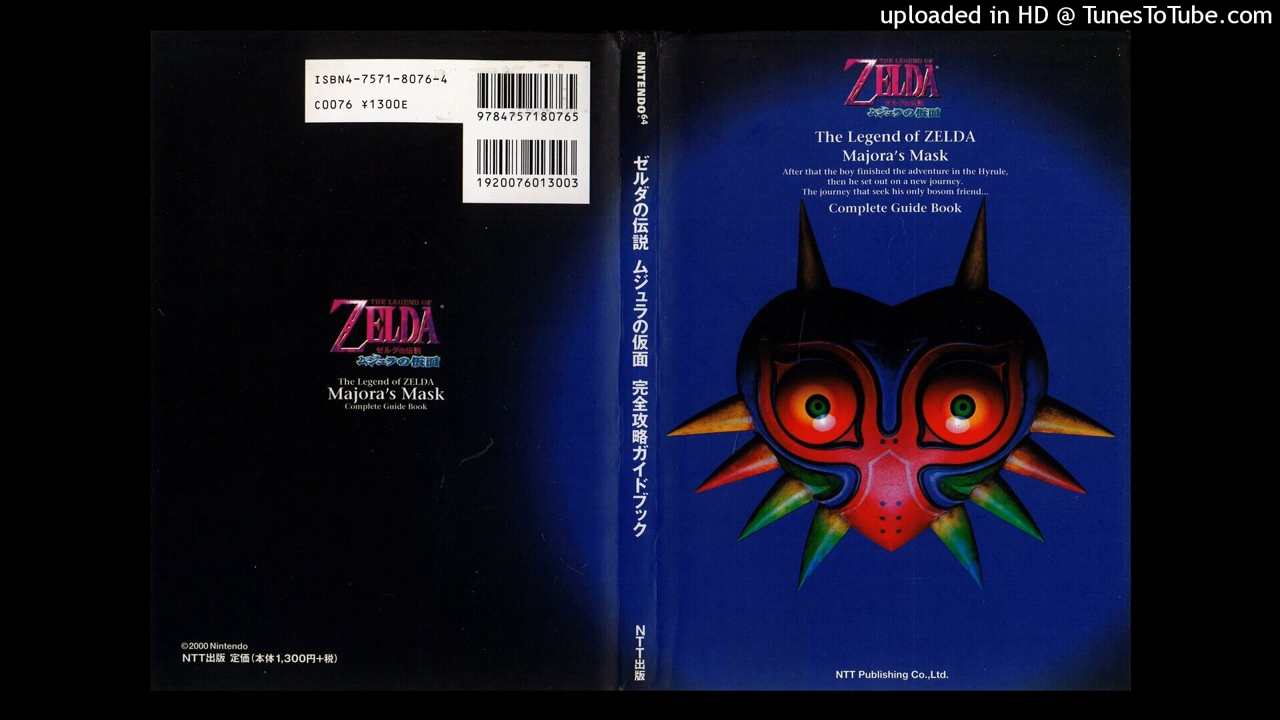 uploaded in HD @ TunesToTube.com
ISBN4-7571-8076-4
C0076 ¥1300E
9784757180765
1920076013003
THE LEGEND OF
ZELDA
ゼルダの伝説
ムジュラの仮面
The Legend of ZELDA
Majora's Mask
Complete Guide Book
©2000 Nintendo
NTT出版 定価(本体1,300円+税)
NINTENDO64
ゼルダの伝説 ムジュラの仮面 完全攻略ガイドブック
NTT出版
THE LEGEND OF
ZELDA
ゼルダの伝説
ムジュラの仮面
The Legend of ZELDA
Majora's Mask
After that the boy finished the adventure in the Hyrule,
then he set out on a new journey.
The journey that seek his only bosom friend...
Complete Guide Book
NTT Publishing Co.,Ltd.